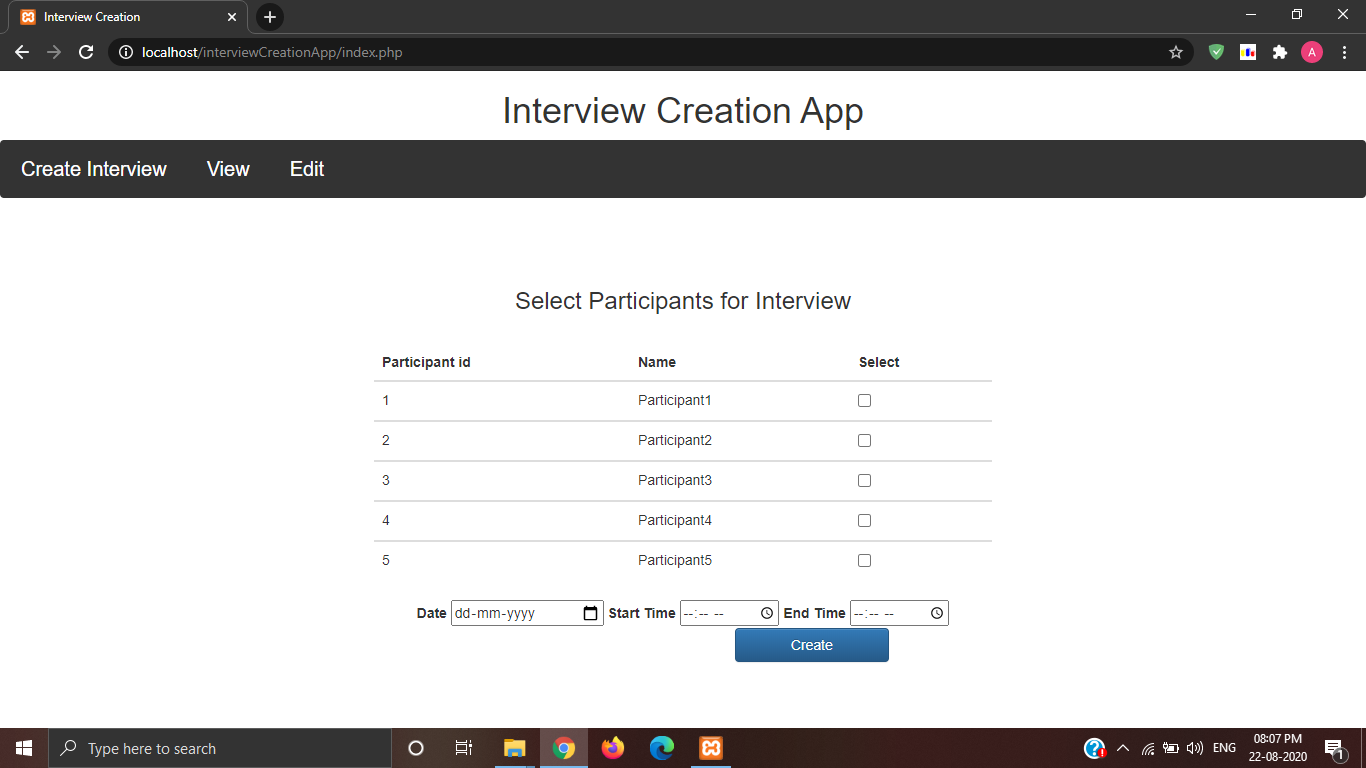 Interview Creation
localhost/interviewCreationApp/index.php
A
Interview Creation App
Create Interview View Edit
Select Participants for Interview
Participant id Name Select
1 Participant1
2 Participant2
3 Participant3
4 Participant4
5 Participant5
Date dd-mm-yyyy Start Time --:-- -- End Time --:-- --
Create
Type here to search
ENG
08:07 PM
22-08-2020
1